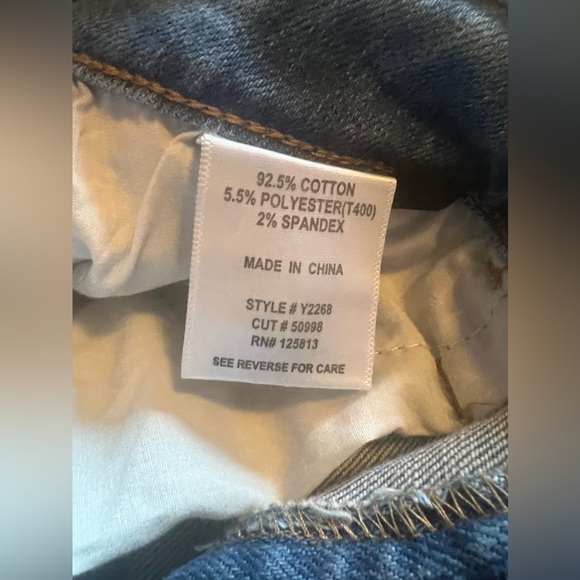 92.5% COTTON
5.5% POLYESTER(T400)
2% SPANDEX
MADE IN CHINA
STYLE # Y2268
CUT # 50998
RN# 125813
SEE REVERSE FOR CARE